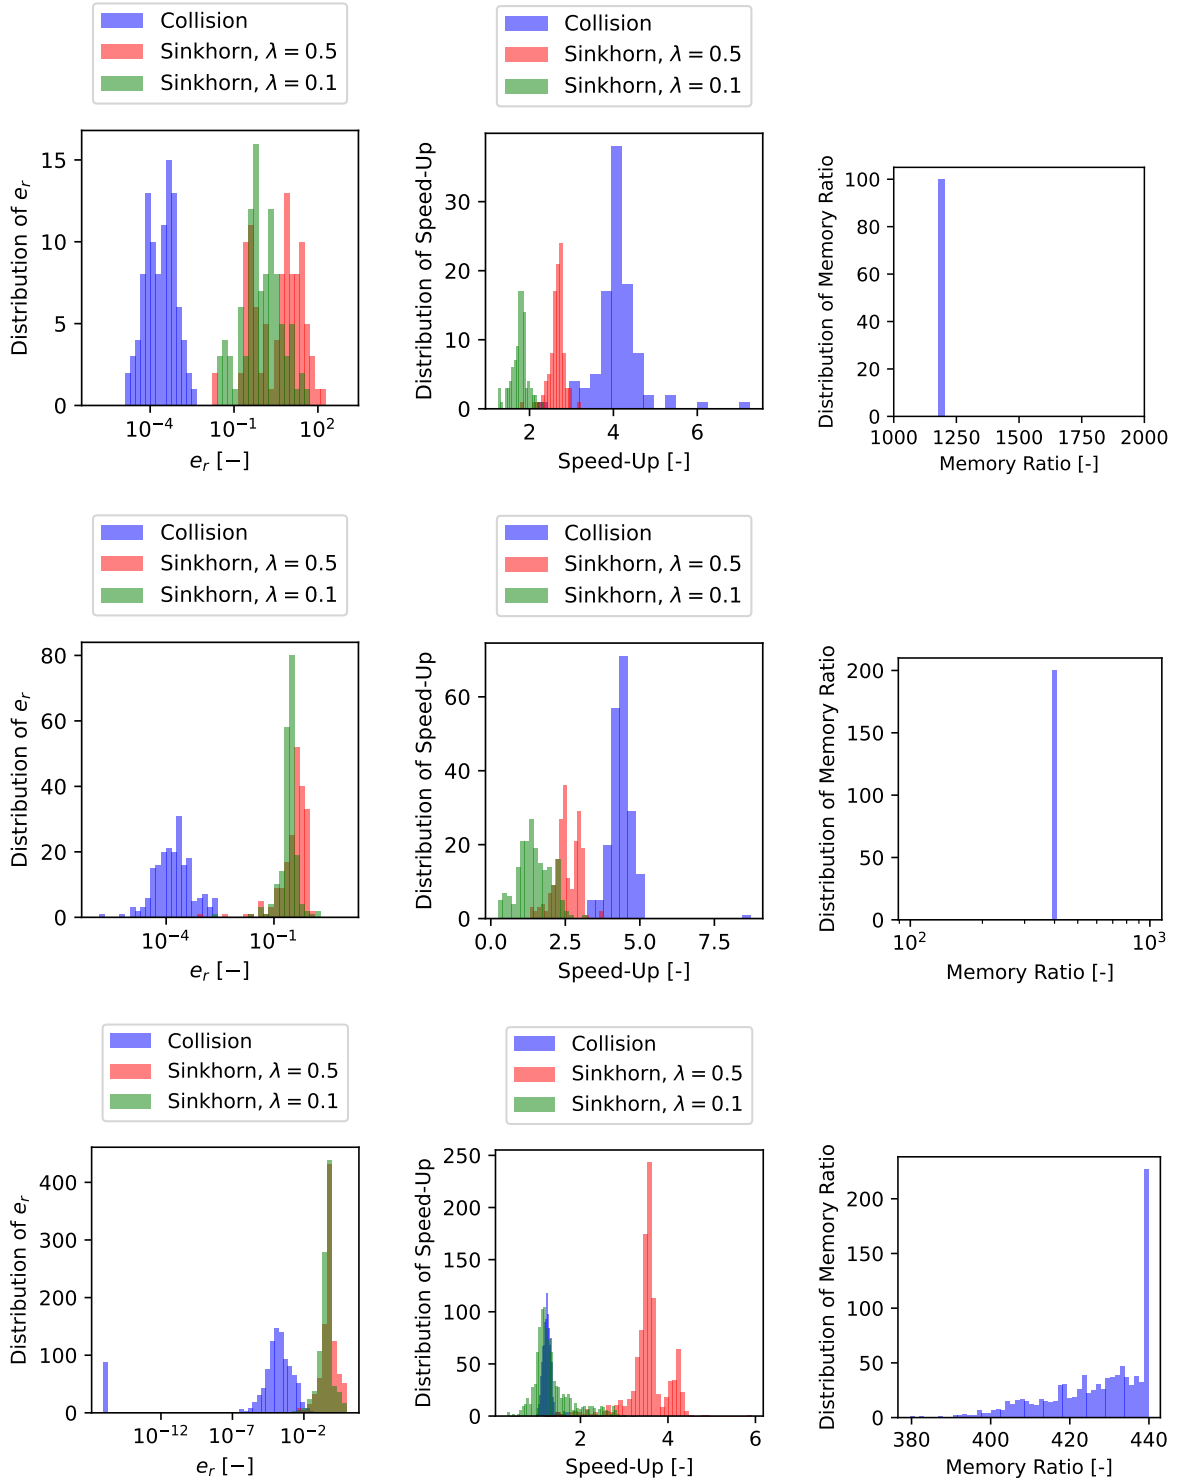 Collision
Sinkhorn, λ = 0.5
Sinkhorn, λ = 0.1
Distribution of e_r
15
10
5
0
10⁻⁴
10⁻¹
10²
e_r [−]
Collision
Sinkhorn, λ = 0.5
Sinkhorn, λ = 0.1
Distribution of Speed-Up
30
20
10
0
2
4
6
Speed-Up [-]
Distribution of Memory Ratio
100
80
60
40
20
0
1000
1250
1500
1750
2000
Memory Ratio [-]
Collision
Sinkhorn, λ = 0.5
Sinkhorn, λ = 0.1
Distribution of e_r
80
60
40
20
0
10⁻⁴
10⁻¹
e_r [−]
Collision
Sinkhorn, λ = 0.5
Sinkhorn, λ = 0.1
Distribution of Speed-Up
60
40
20
0
0.0
2.5
5.0
7.5
Speed-Up [-]
Distribution of Memory Ratio
200
150
100
50
0
10²
10³
Memory Ratio [-]
Collision
Sinkhorn, λ = 0.5
Sinkhorn, λ = 0.1
Distribution of e_r
400
300
200
100
0
10⁻¹²
10⁻⁷
10⁻²
e_r [−]
Collision
Sinkhorn, λ = 0.5
Sinkhorn, λ = 0.1
Distribution of Speed-Up
250
200
150
100
50
0
2
4
6
Speed-Up [-]
Distribution of Memory Ratio
200
150
100
50
0
380
400
420
440
Memory Ratio [-]